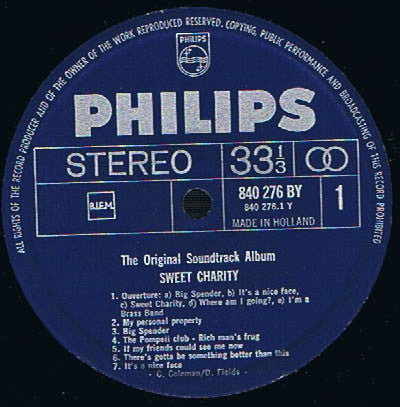 ALL RIGHTS OF THE RECORD PRODUCER AND OF THE OWNER OF THE WORK REPRODUCED RESERVED. COPYING, PUBLIC PERFORMANCE AND BROADCASTING OF THIS RECORD PROHIBITED
PHILIPS
PHILIPS
STEREO 33 1/3
B.I.E.M. 840 276 BY 1
840 276.1 Y
MADE IN HOLLAND
The Original Soundtrack Album
SWEET CHARITY
1. Ouverture: a) Big Spender, b) It's a nice face,
c) Sweet Charity, d) Where am I going?, e) I'm a
Brass Band
2. My personal property
3. Big Spender
4. The Pompeii club - Rich man's frug
5. If my friends could see me now
6. There's gotta be something better than this
7. It's a nice face
- C. Coleman/D. Fields -